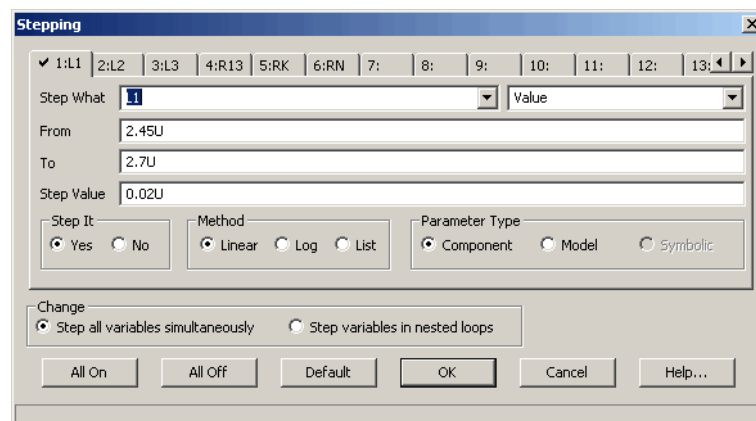 Stepping
✔ 1:L1 2:L2 3:L3 4:R13 5:RK 6:RN 7: 8: 9: 10: 11: 12: 13:
Step What L1 Value
From 2.45U
To 2.7U
Step Value 0.02U
Step It Method Parameter Type
Yes No Linear Log List Component Model Symbolic
Change
Step all variables simultaneously Step variables in nested loops
All On All Off Default OK Cancel Help...